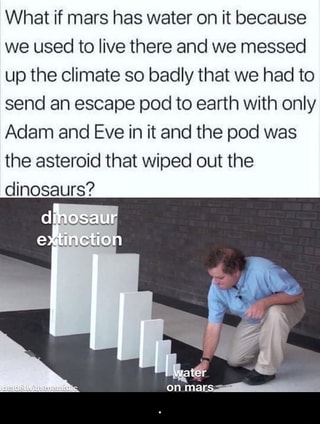 What if mars has water on it because
we used to live there and we messed
up the climate so badly that we had to
send an escape pod to earth with only
Adam and Eve in it and the pod was
the asteroid that wiped out the
dinosaurs?
dinosaur
extinction
water
on mars